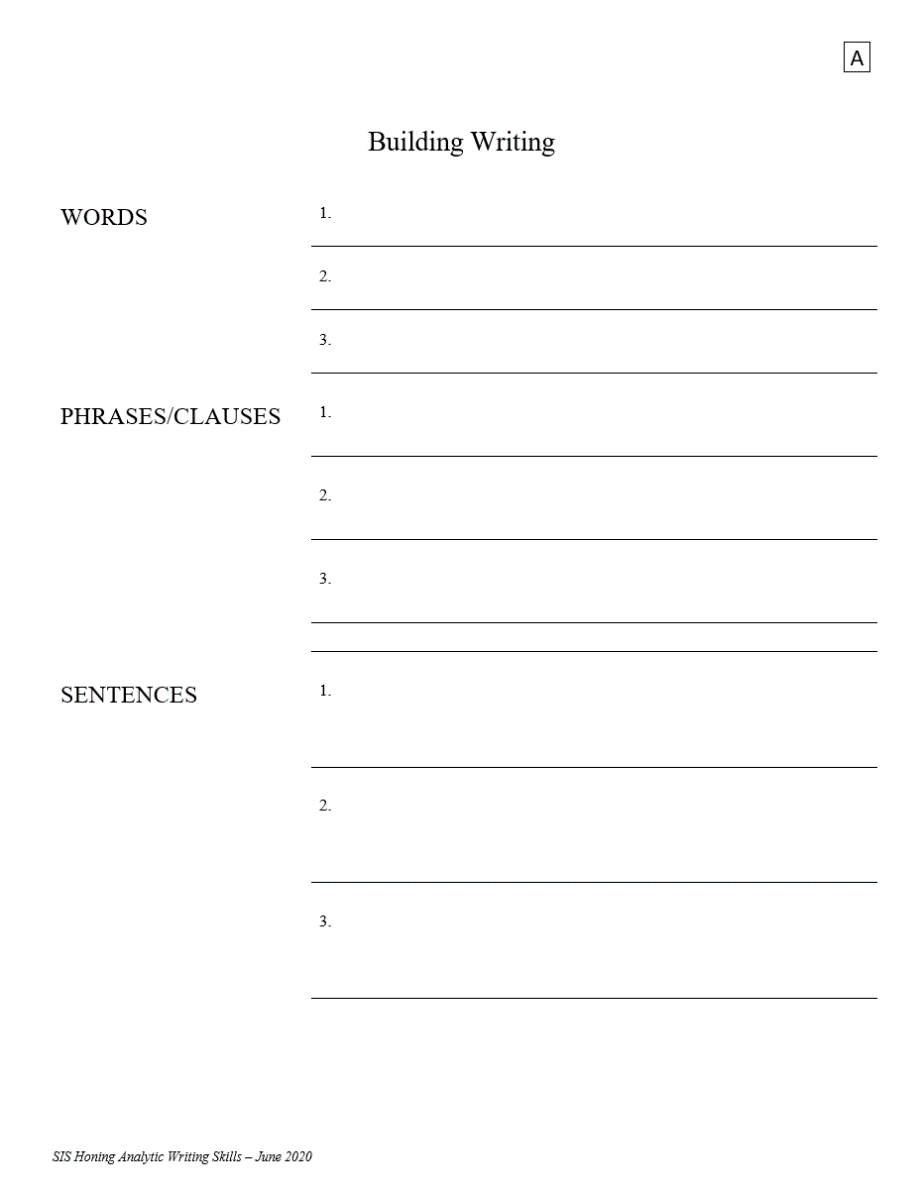 A
Building Writing
WORDS
1.
2.
3.
PHRASES/CLAUSES
1.
2.
3.
SENTENCES
1.
2.
3.
SIS Honing Analytic Writing Skills – June 2020